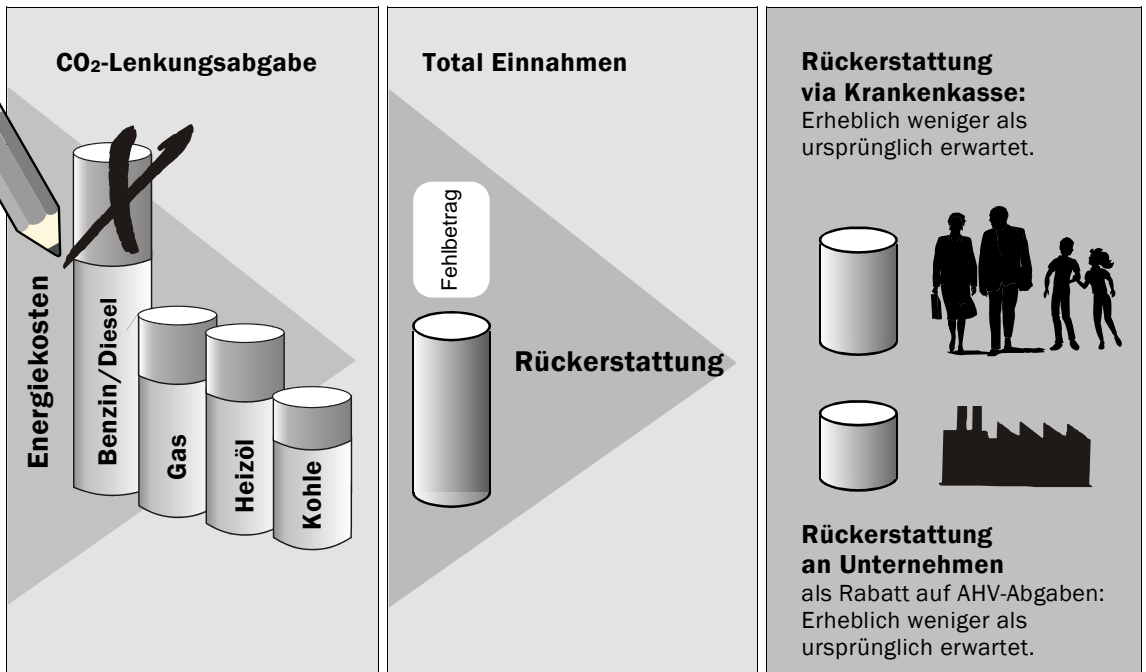 CO₂-Lenkungsabgabe
Energiekosten
Benzin/Diesel
Gas
Heizöl
Kohle
Total Einnahmen
Fehlbetrag
Rückerstattung
Rückerstattung
via Krankenkasse:
Erheblich weniger als
ursprünglich erwartet.
Rückerstattung
an Unternehmen
als Rabatt auf AHV-Abgaben:
Erheblich weniger als
ursprünglich erwartet.